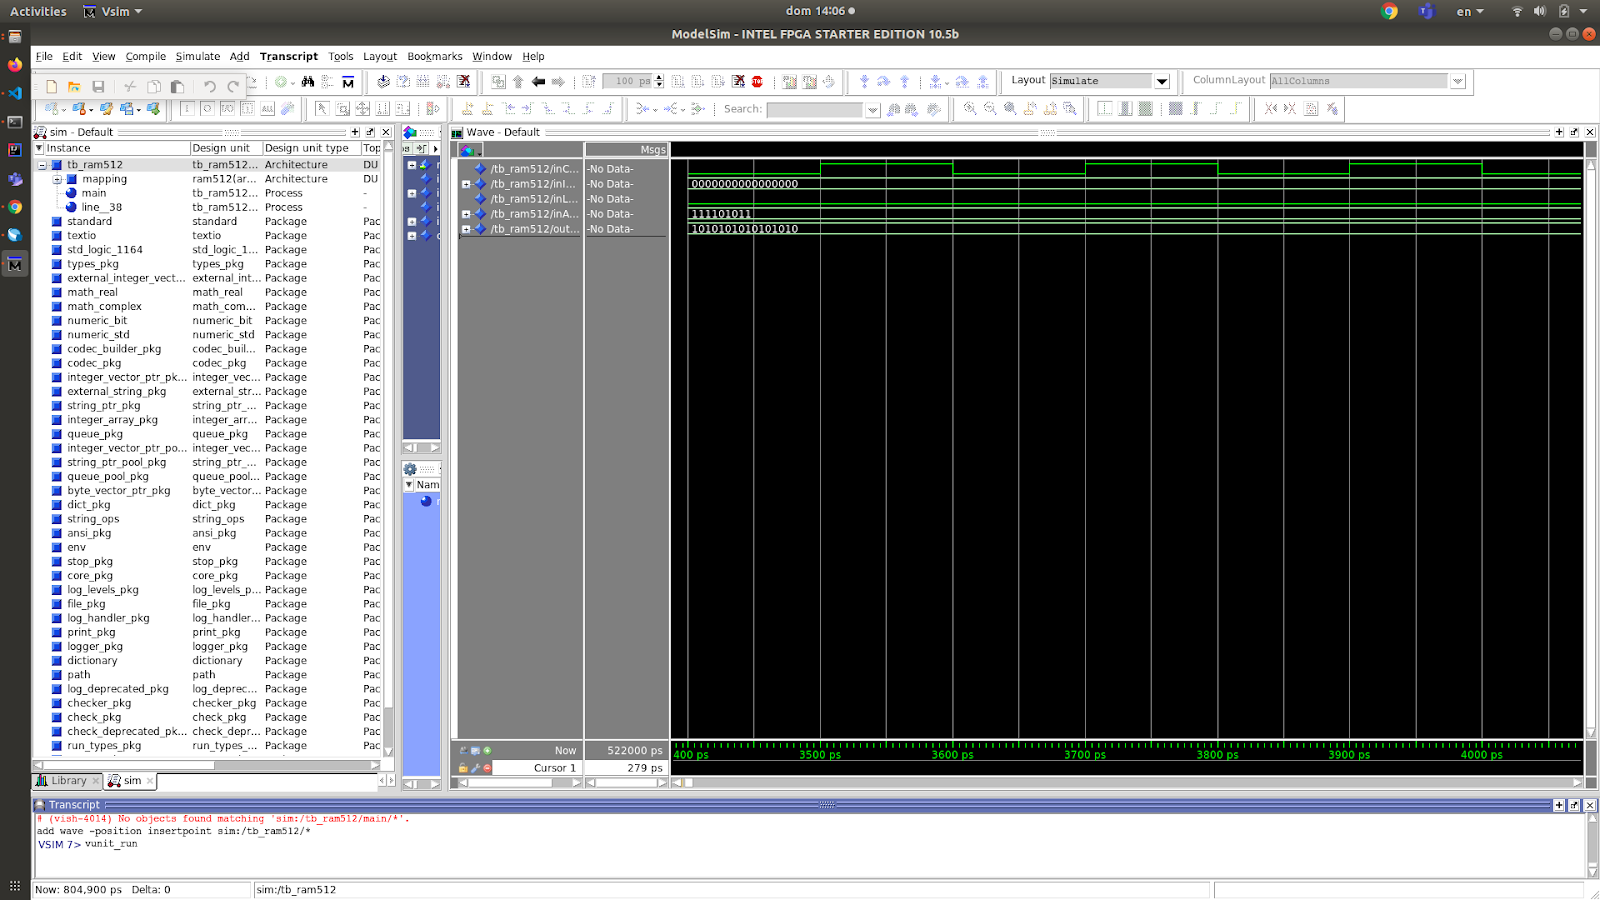 Activities Vsim dom 14:06 en
ModelSim - INTEL FPGA STARTER EDITION 10.5b
File Edit View Compile Simulate Add Transcript Tools Layout Bookmarks Window Help
100 ps Layout Simulate ColumnLayout AllColumns
Search:
sim - Default
Instance Design unit Design unit type Top
tb_ram512 tb_ram512... Architecture DU
mapping ram512(ar... Architecture DU
main tb_ram512... Process -
line__38 tb_ram512... Process -
standard standard Package Pac
textio textio Package Pac
std_logic_1164 std_logic_1... Package Pac
types_pkg types_pkg Package Pac
external_integer_vect... external_int... Package Pac
math_real math_real Package Pac
math_complex math_com... Package Pac
numeric_bit numeric_bit Package Pac
numeric_std numeric_std Package Pac
codec_builder_pkg codec_buil... Package Pac
codec_pkg codec_pkg Package Pac
integer_vector_ptr_pk... integer_vec... Package Pac
external_string_pkg external_str... Package Pac
string_ptr_pkg string_ptr_... Package Pac
integer_array_pkg integer_arr... Package Pac
queue_pkg queue_pkg Package Pac
integer_vector_ptr_po... integer_vec... Package Pac
string_ptr_pool_pkg string_ptr_... Package Pac
queue_pool_pkg queue_pool... Package Pac
byte_vector_ptr_pkg byte_vector... Package Pac
dict_pkg dict_pkg Package Pac
string_ops string_ops Package Pac
ansi_pkg ansi_pkg Package Pac
env env Package Pac
stop_pkg stop_pkg Package Pac
core_pkg core_pkg Package Pac
log_levels_pkg log_levels_p... Package Pac
file_pkg file_pkg Package Pac
log_handler_pkg log_handler... Package Pac
print_pkg print_pkg Package Pac
logger_pkg logger_pkg Package Pac
dictionary dictionary Package Pac
path path Package Pac
log_deprecated_pkg log_deprec... Package Pac
checker_pkg checker_pkg Package Pac
check_pkg check_pkg Package Pac
check_deprecated_pk... check_depr... Package Pac
run_types_pkg run_types_... Package Pac
Library sim
Nam
Wave - Default
Msgs
/tb_ram512/inC... -No Data-
/tb_ram512/inI... -No Data- 0000000000000000
/tb_ram512/inL... -No Data-
/tb_ram512/inA... -No Data- 111101011
/tb_ram512/out... -No Data- 1010101010101010
Now 522000 ps 400 ps 3500 ps 3600 ps 3700 ps 3800 ps 3900 ps 4000 ps
Cursor 1 279 ps
Transcript
# (vish-4014) No objects found matching 'sim:/tb_ram512/main/*'.
add wave -position insertpoint sim:/tb_ram512/*
VSIM 7> vunit_run
Now: 804,900 ps Delta: 0 sim:/tb_ram512